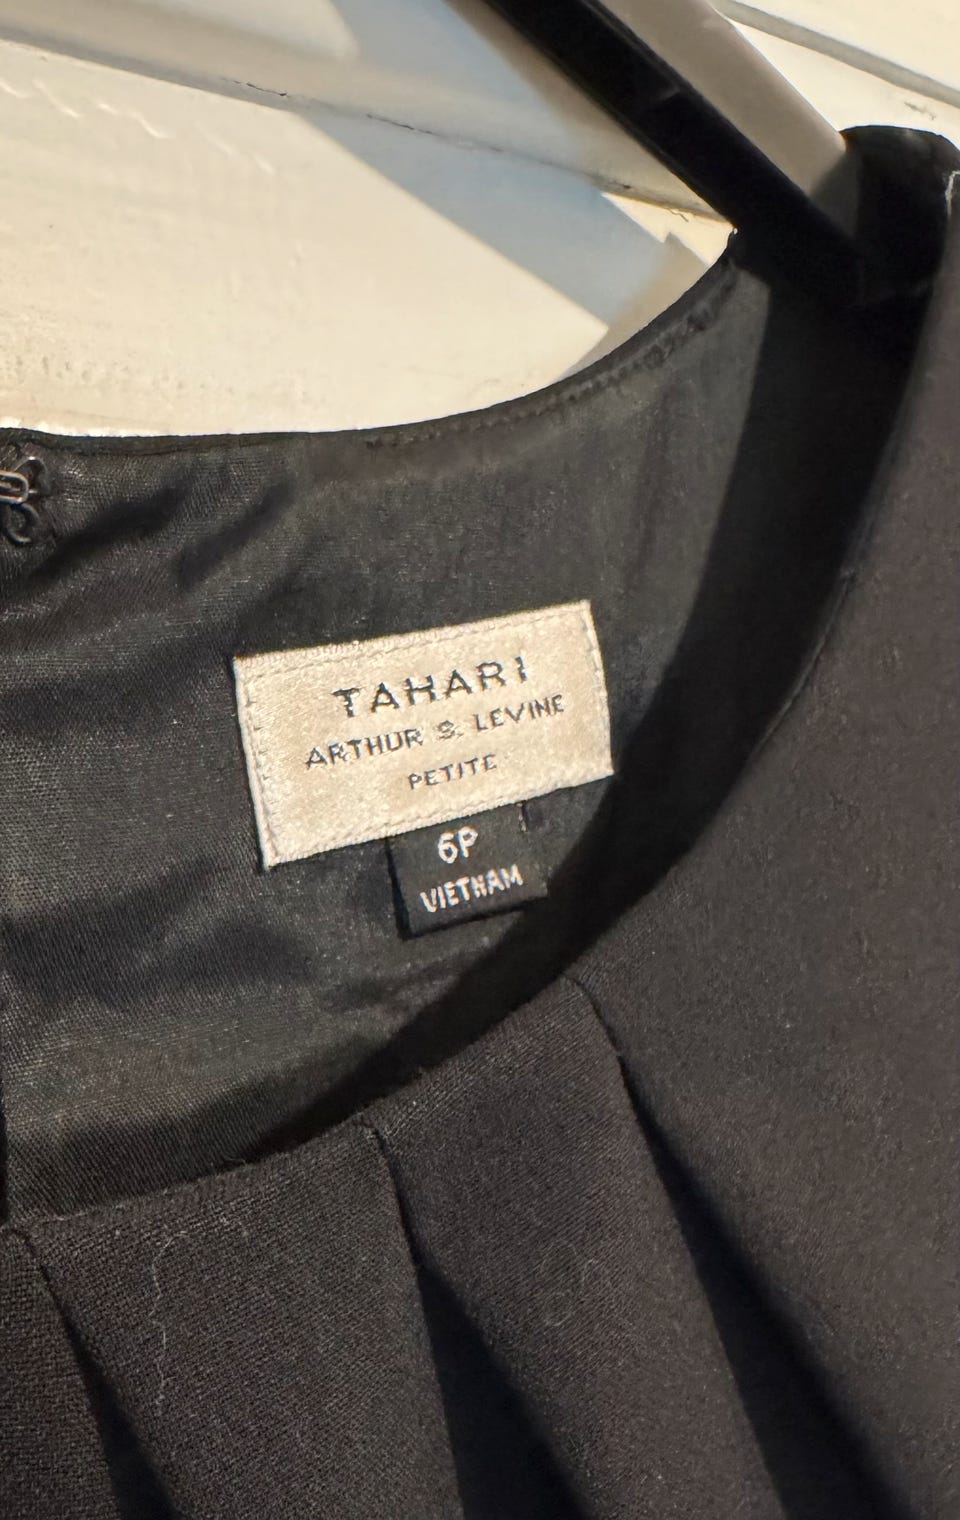 TAHARI
ARTHUR S. LEVINE
PETITE
6P
VIETNAM